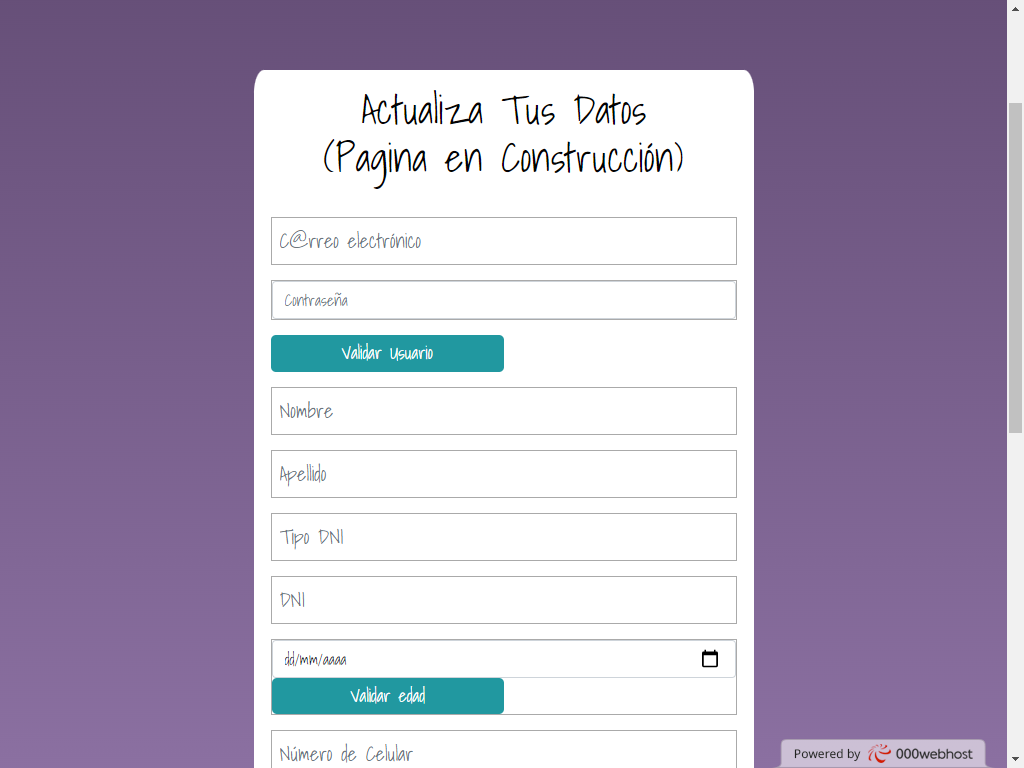 Actualiza Tus Datos
(Pagina en Construcción)
C@rreo electrónico
Contraseña
Validar Usuario
Nombre
Apellido
Tipo DNI
DNI
dd/mm/aaaa
Validar edad
Número de Celular
Powered by 000webhost